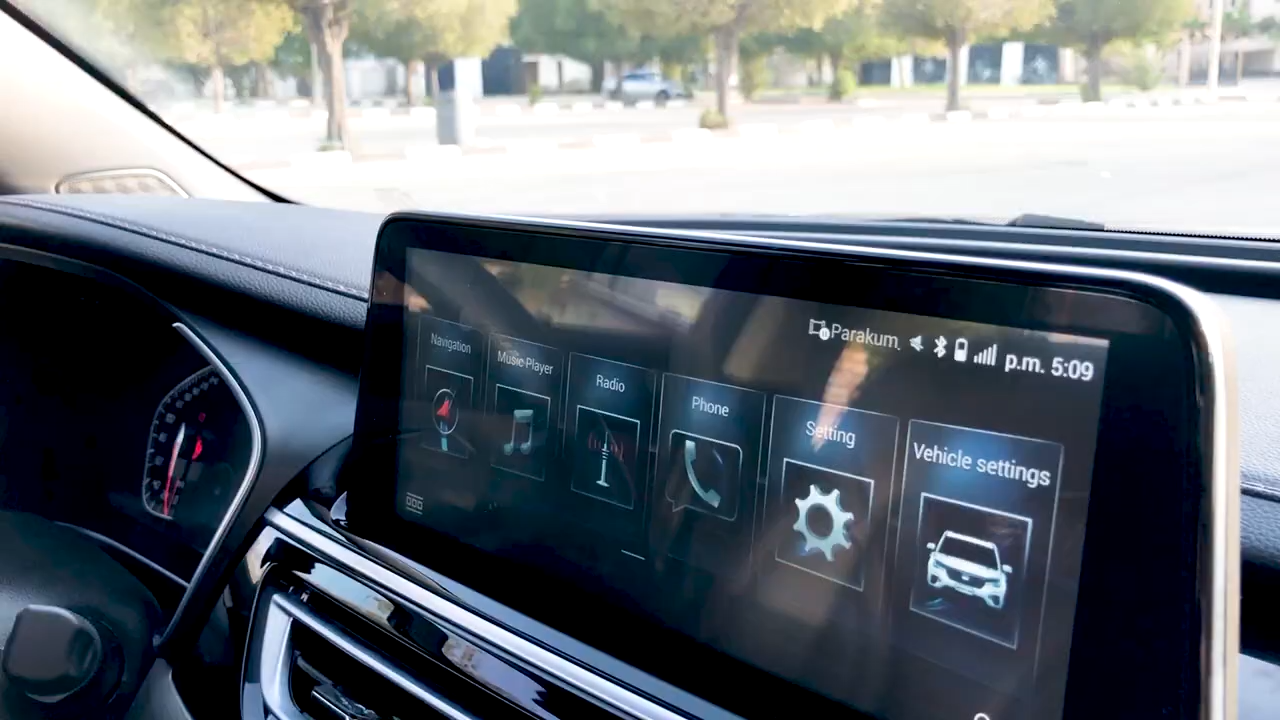 Parakum. p.m. 5:09
Navigation
Music Player
Radio
Phone
Setting
Vehicle settings